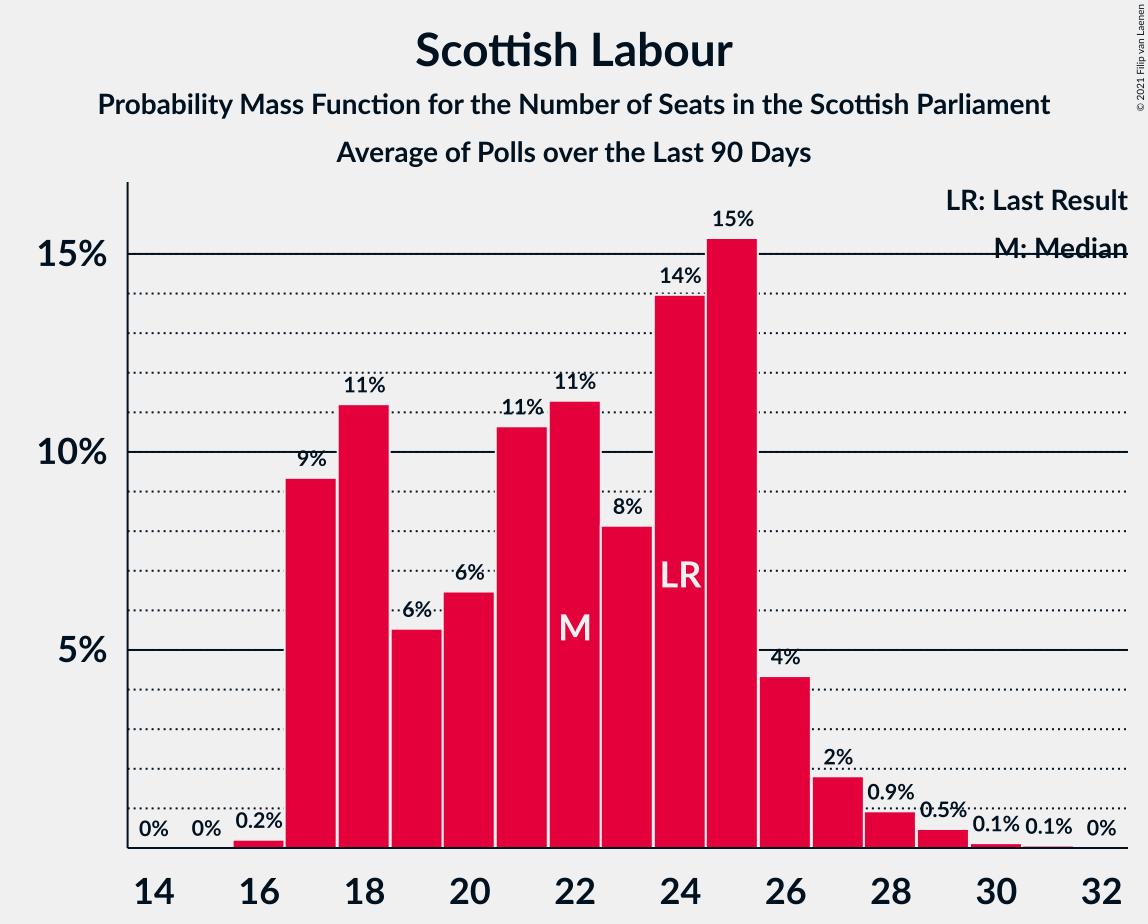 Scottish Labour
Probability Mass Function for the Number of Seats in the Scottish Parliament
Average of Polls over the Last 90 Days
© 2021 Filip van Laenen
LR: Last Result
M: Median
15%
10%
5%
0%
0%
0.2%
9%
11%
6%
6%
11%
11%
8%
14%
15%
4%
2%
0.9%
0.5%
0.1%
0.1%
0%
M
LR
14 16 18 20 22 24 26 28 30 32